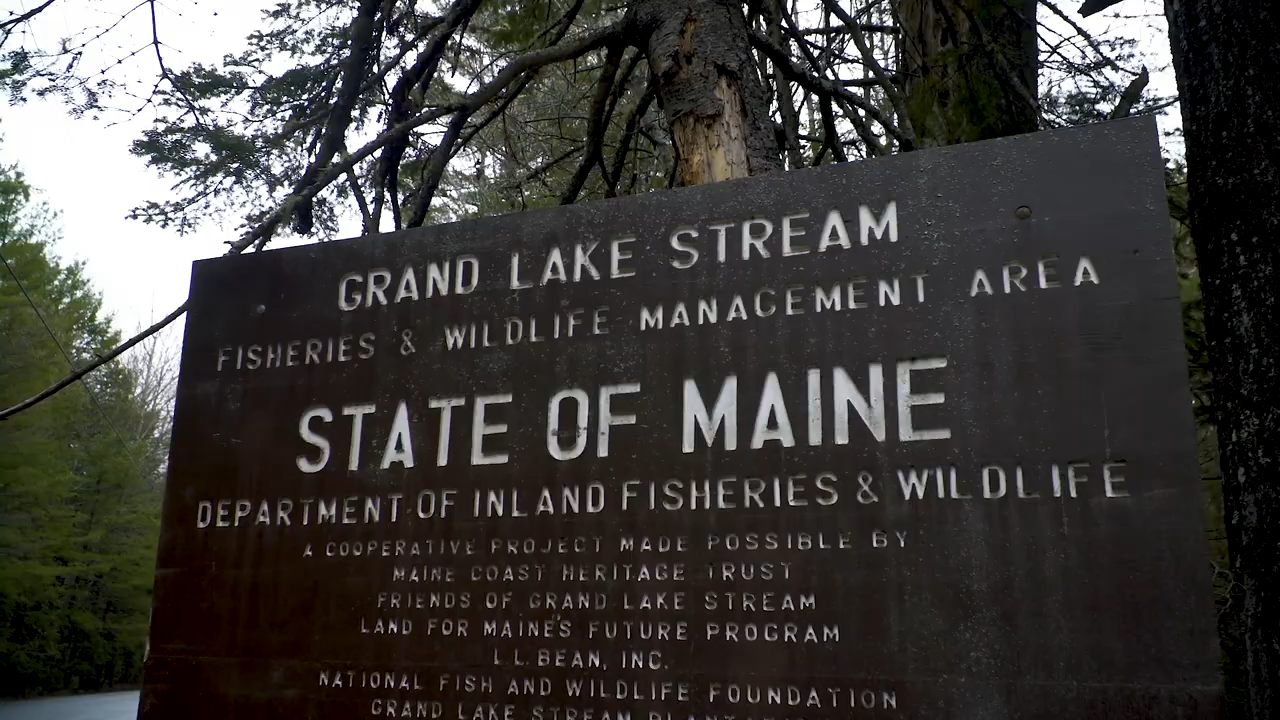 GRAND LAKE STREAM
FISHERIES & WILDLIFE MANAGEMENT AREA
STATE OF MAINE
DEPARTMENT OF INLAND FISHERIES & WILDLIFE
A COOPERATIVE PROJECT MADE POSSIBLE BY
MAINE COAST HERITAGE TRUST
FRIENDS OF GRAND LAKE STREAM
LAND FOR MAINE'S FUTURE PROGRAM
L.L. BEAN, INC.
NATIONAL FISH AND WILDLIFE FOUNDATION
GRAND LAKE STREAM